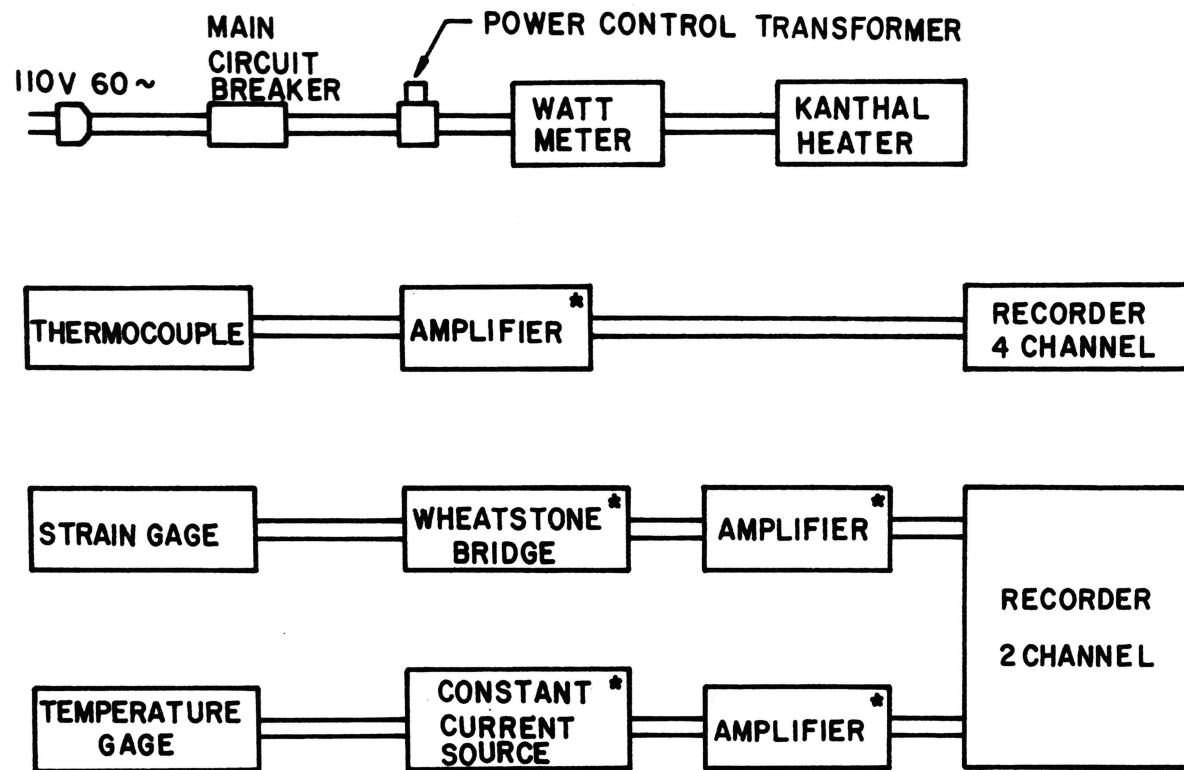 MAIN
CIRCUIT
BREAKER
POWER CONTROL TRANSFORMER
110V 60~
WATT
METER
KANTHAL
HEATER
THERMOCOUPLE
AMPLIFIER*
RECORDER
4 CHANNEL
STRAIN GAGE
WHEATSTONE*
BRIDGE
AMPLIFIER*
RECORDER
2 CHANNEL
TEMPERATURE
GAGE
CONSTANT*
CURRENT
SOURCE
AMPLIFIER*